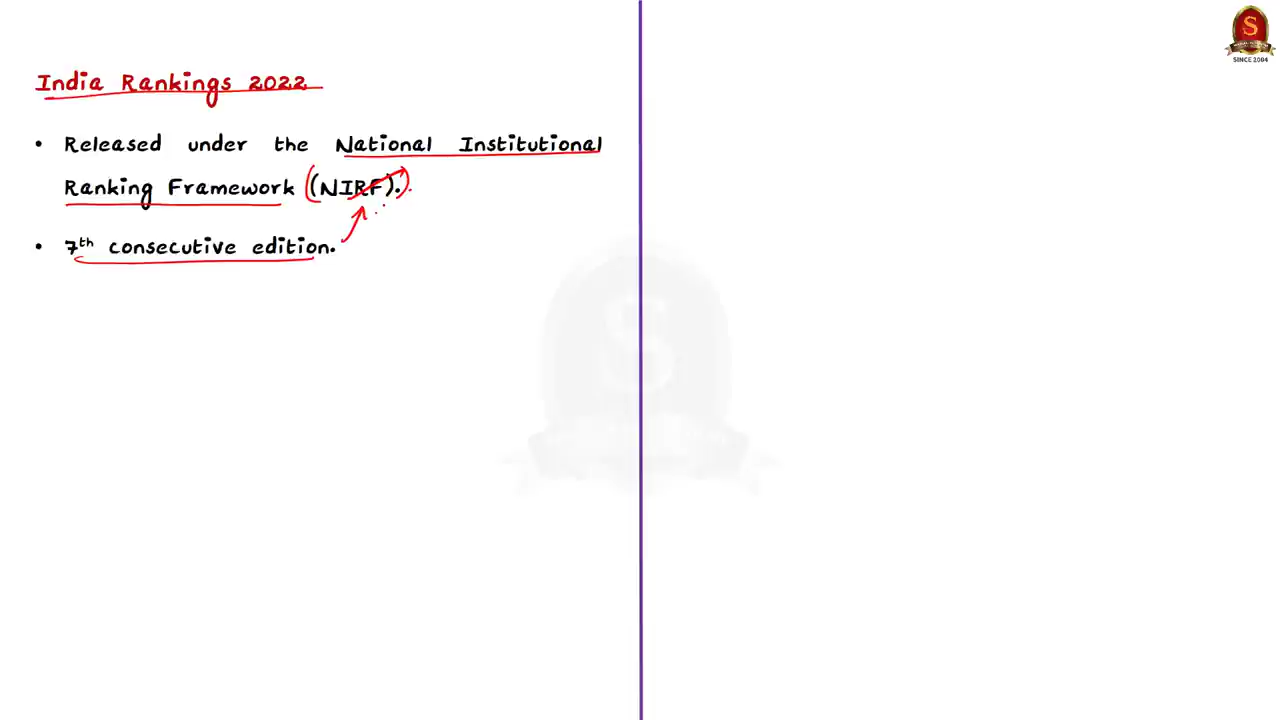 India Rankings 2022
• Released under the National Institutional
Ranking Framework (NIRF).
• 7th consecutive edition.
S
SINCE 2004